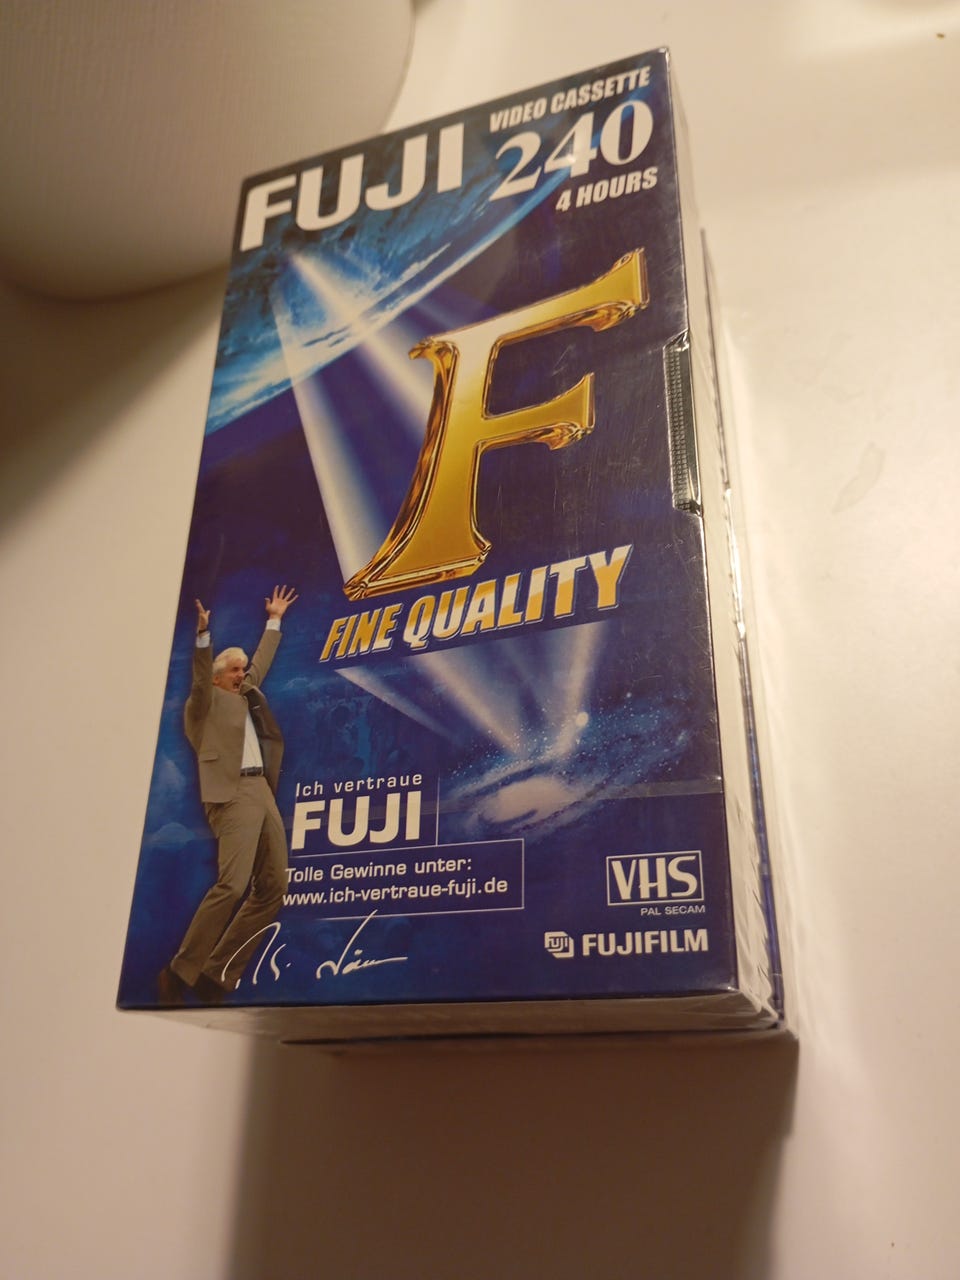 FUJI
VIDEO CASSETTE
240
4 HOURS
F
FINE QUALITY
Ich vertraue
FUJI
Tolle Gewinne unter:
www.ich-vertraue-fuji.de
VHS
PAL SECAM
FUJI FUJIFILM